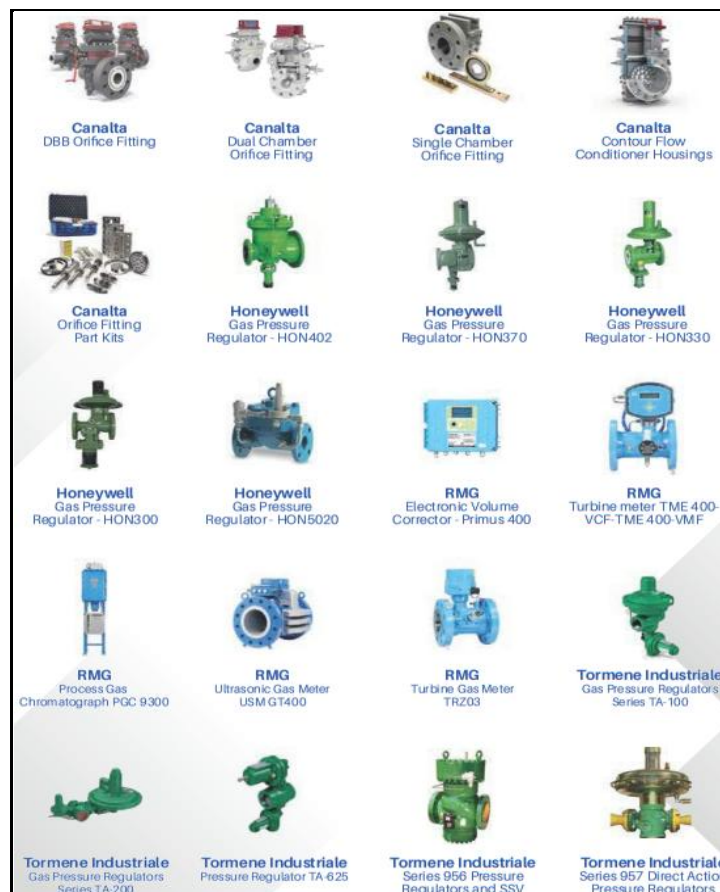 Canalta
DBB Orifice Fitting
Canalta
Dual Chamber
Orifice Fitting
Canalta
Single Chamber
Orifice Fitting
Canalta
Contour Flow
Conditioner Housings
Canalta
Orifice Fitting
Part Kits
Honeywell
Gas Pressure
Regulator - HON402
Honeywell
Gas Pressure
Regulator - HON370
Honeywell
Gas Pressure
Regulator - HON330
Honeywell
Gas Pressure
Regulator - HON300
Honeywell
Gas Pressure
Regulator - HON5020
RMG
Electronic Volume
Corrector - Primus 400
RMG
Turbine meter TME 400-
VCF-TME 400-VMF
RMG
Process Gas
Chromatograph PGC 9300
RMG
Ultrasonic Gas Meter
USM GT400
RMG
Turbine Gas Meter
TRZ03
Tormene Industriale
Gas Pressure Regulators
Series TA-100
Tormene Industriale
Gas Pressure Regulators
Series TA-200
Tormene Industriale
Pressure Regulator TA-625
Tormene Industriale
Series 956 Pressure
Regulators and SSV
Tormene Industriale
Series 957 Direct Action
Pressure Regulators